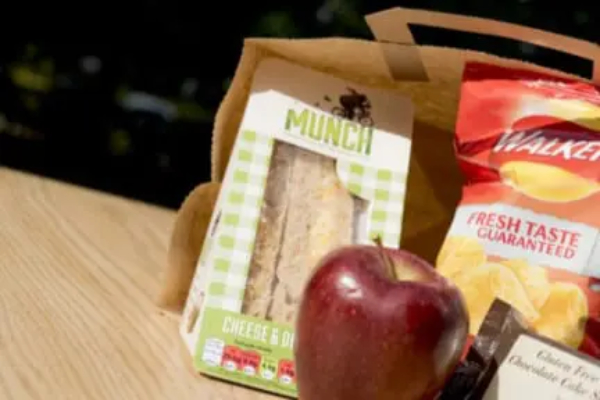 MUNCH
CHEESE &
WALKER
FRESH TASTE
GUARANTEED
Gluten Free
Chocolate Cake